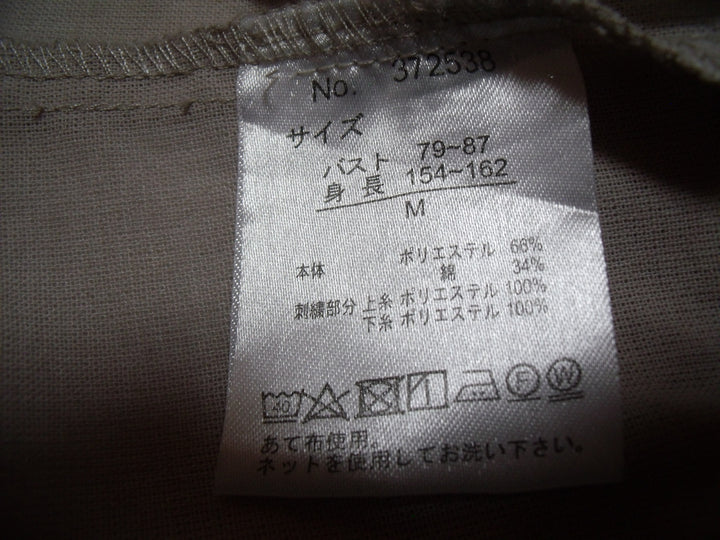 No. 372538
サイズ
バスト 79~87
身長 154~162
M
本体 ポリエステル 66%
綿 34%
刺繍部分 上糸 ポリエステル 100%
下糸 ポリエステル 100%
40 F W
あて布使用。
ネットを使用してお洗い下さい。